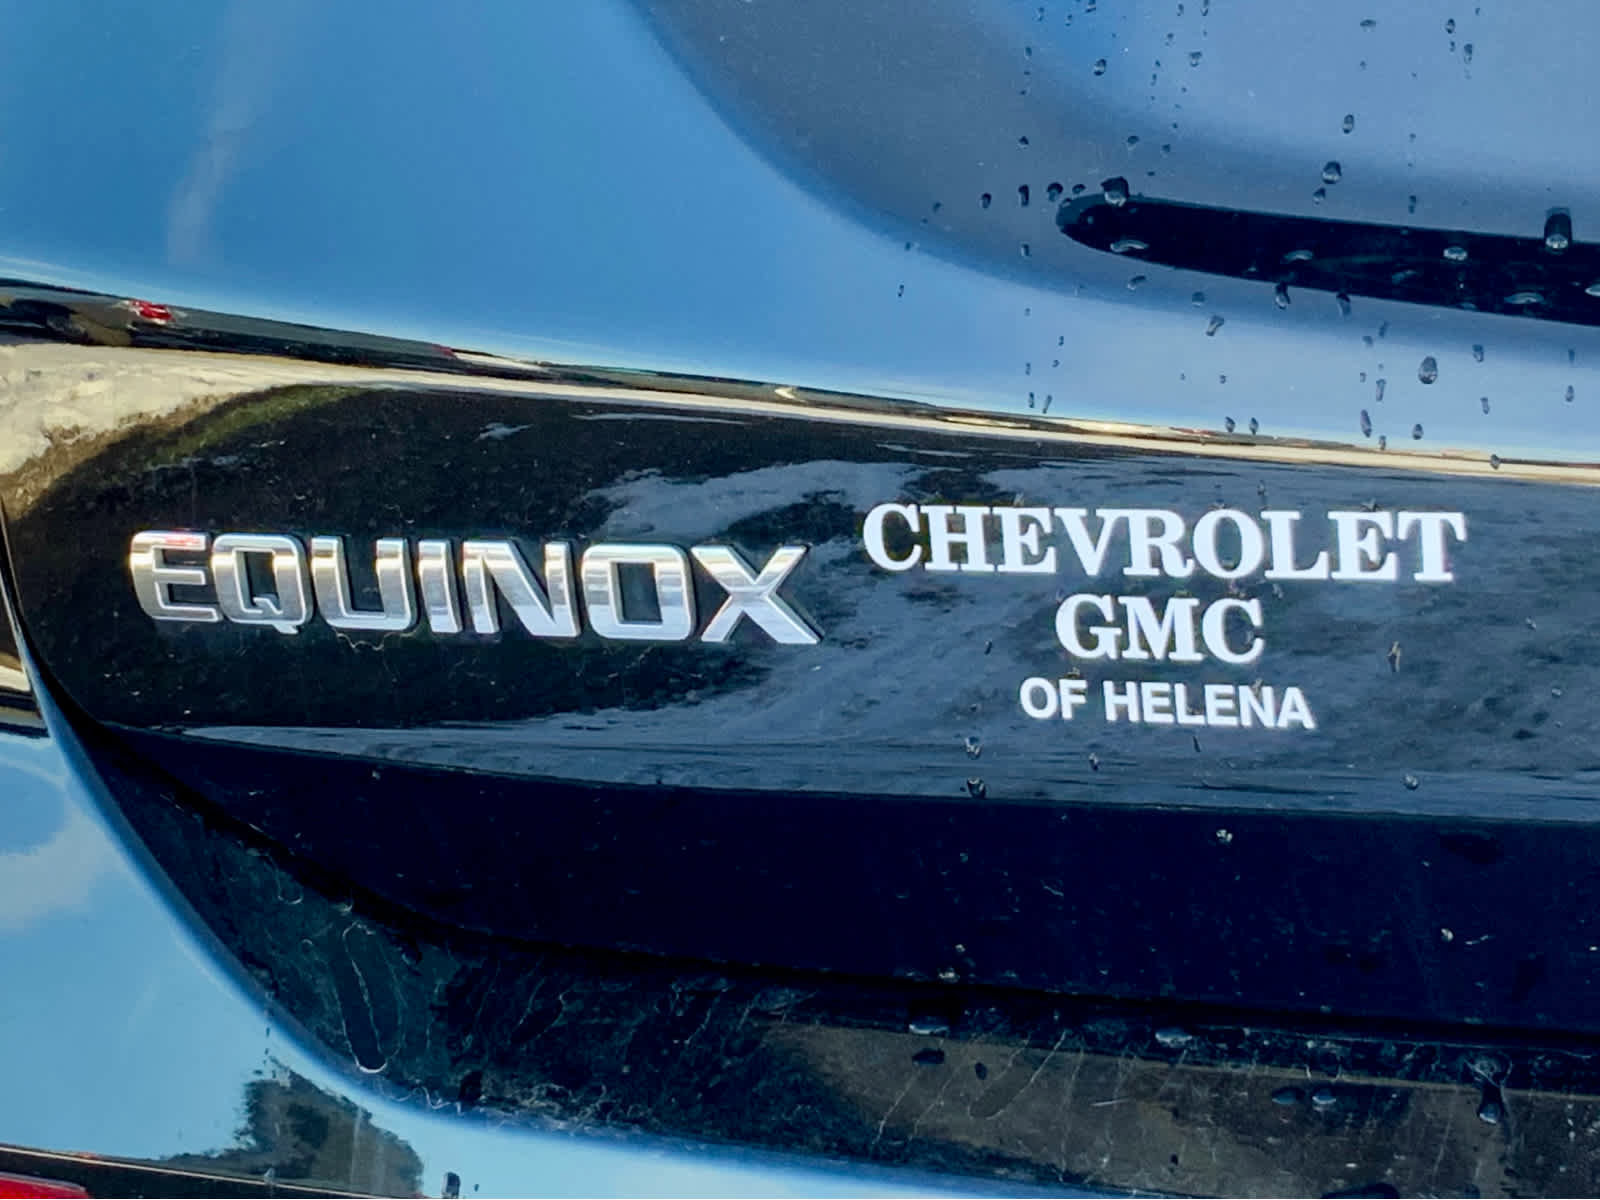 EQUINOX
CHEVROLET
GMC
OF HELENA